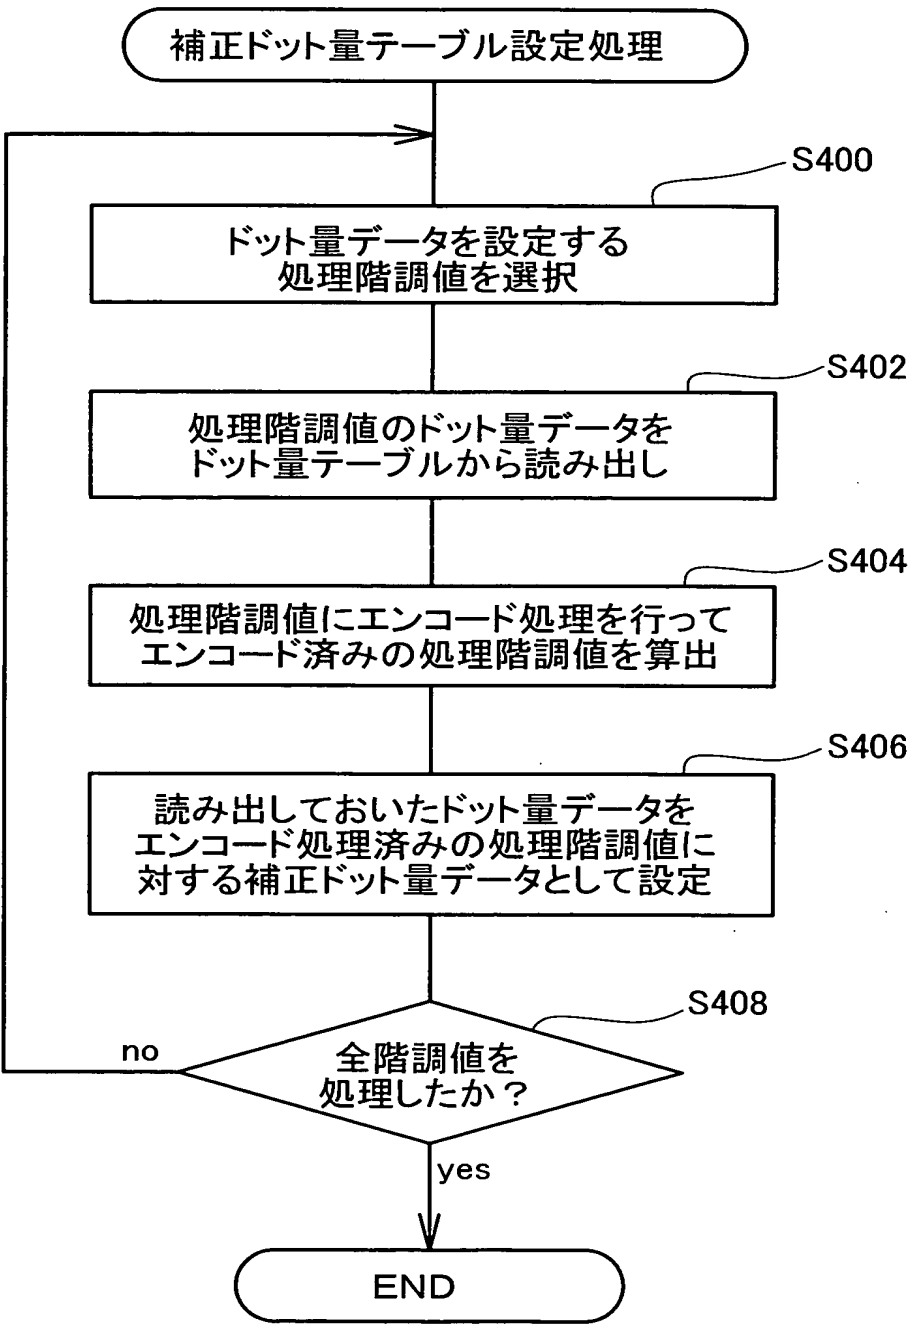 補正ドット量テーブル設定処理
S400
ドット量データを設定する
処理階調値を選択
S402
処理階調値のドット量データを
ドット量テーブルから読み出し
S404
処理階調値にエンコード処理を行って
エンコード済みの処理階調値を算出
S406
読み出しておいたドット量データを
エンコード処理済みの処理階調値に
対する補正ドット量データとして設定
S408
全階調値を
処理したか？
no
yes
END